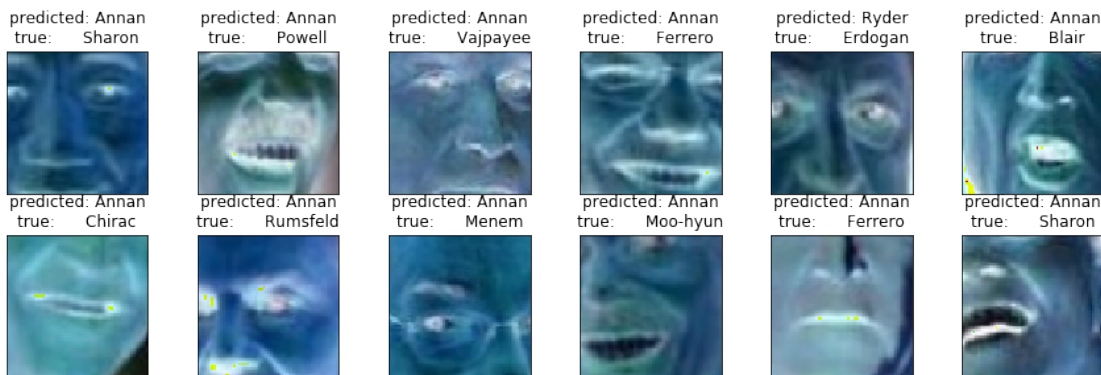 predicted: Annan
true: Sharon
predicted: Annan
true: Powell
predicted: Annan
true: Vajpayee
predicted: Annan
true: Ferrero
predicted: Ryder
true: Erdogan
predicted: Annan
true: Blair
predicted: Annan
true: Chirac
predicted: Annan
true: Rumsfeld
predicted: Annan
true: Menem
predicted: Annan
true: Moo-hyun
predicted: Annan
true: Ferrero
predicted: Annan
true: Sharon